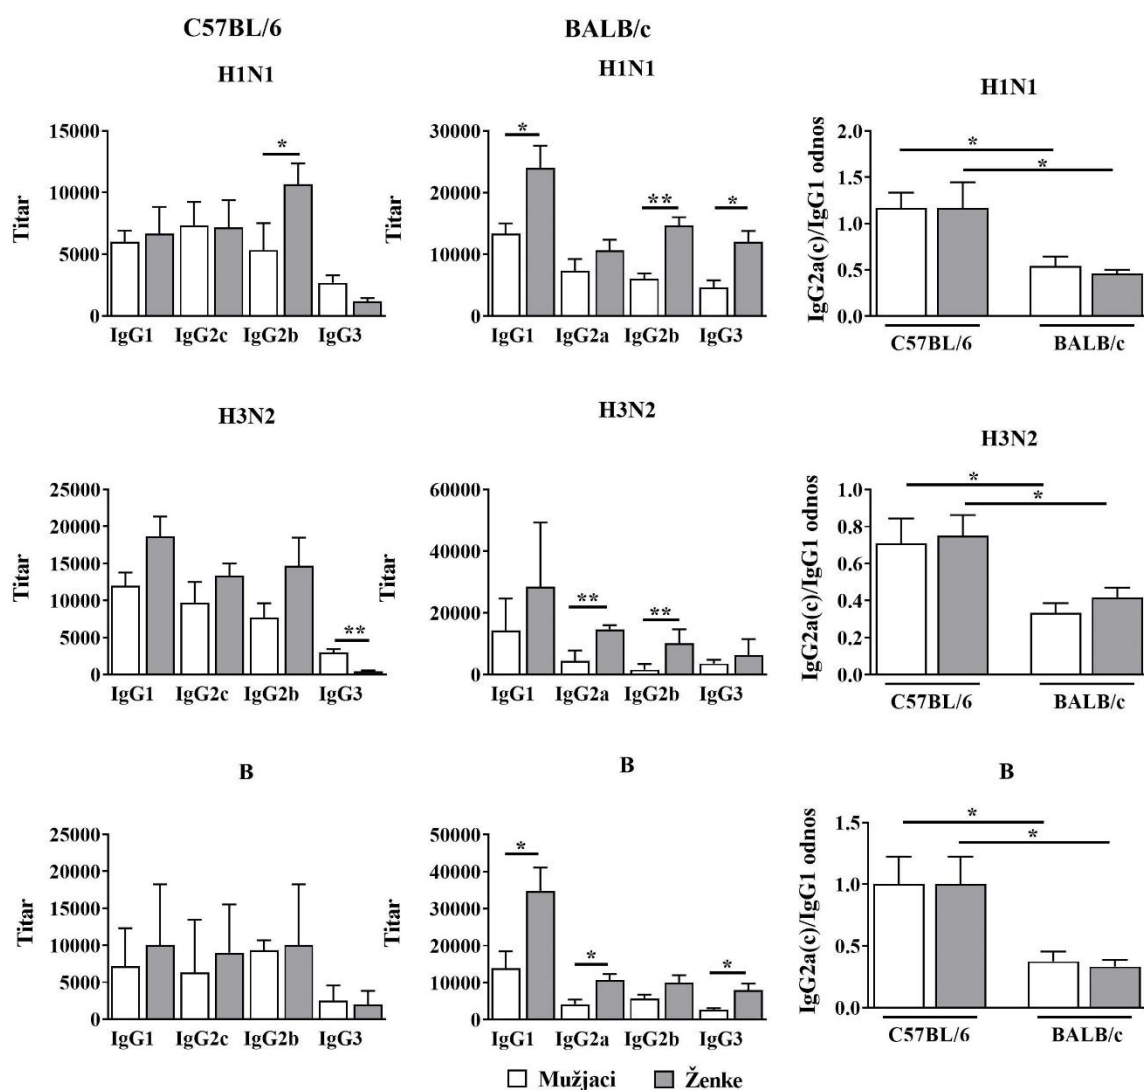 C57BL/6
BALB/c
H1N1
H1N1
H1N1
Titar
15000
10000
5000
0
*
IgG1 IgG2c IgG2b IgG3
Titar
30000
20000
10000
0
*
**
*
IgG1 IgG2a IgG2b IgG3
IgG2a(c)/IgG1 odnos
2.0
1.5
1.0
0.5
0.0
*
*
C57BL/6 BALB/c
H3N2
H3N2
H3N2
Titar
25000
20000
15000
10000
5000
0
**
IgG1 IgG2c IgG2b IgG3
Titar
60000
40000
20000
0
**
**
IgG1 IgG2a IgG2b IgG3
IgG2a(c)/IgG1 odnos
1.0
0.8
0.6
0.4
0.2
0.0
*
*
C57BL/6 BALB/c
B
B
B
Titar
25000
20000
15000
10000
5000
0
IgG1 IgG2c IgG2b IgG3
Titar
50000
40000
30000
20000
10000
0
*
*
*
IgG1 IgG2a IgG2b IgG3
IgG2a(c)/IgG1 odnos
1.5
1.0
0.5
0.0
*
*
C57BL/6 BALB/c
Mužjaci Ženke